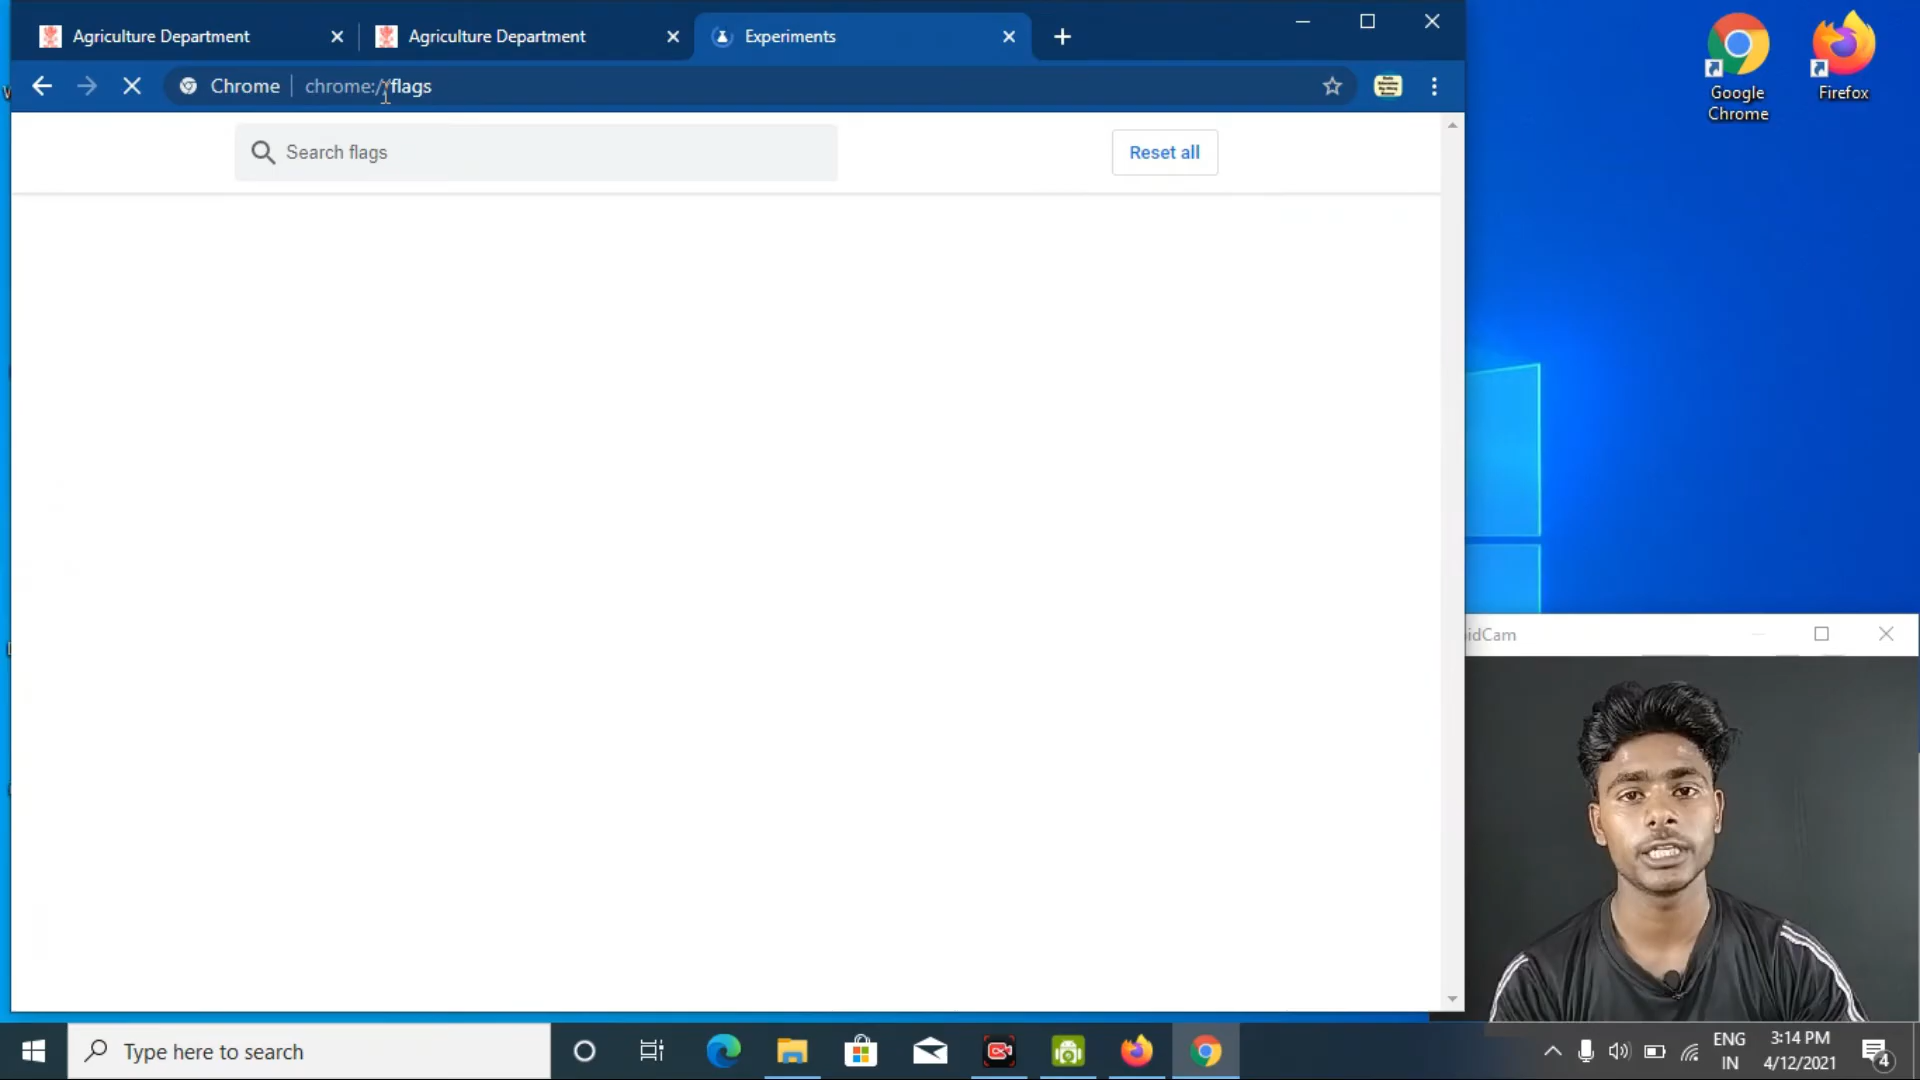 Agriculture Department
Agriculture Department
Experiments
Chrome
chrome://flags
Search flags
Reset all
Google
Chrome
Firefox
idCam
Type here to search
ENG
IN
3:14 PM
4/12/2021
4